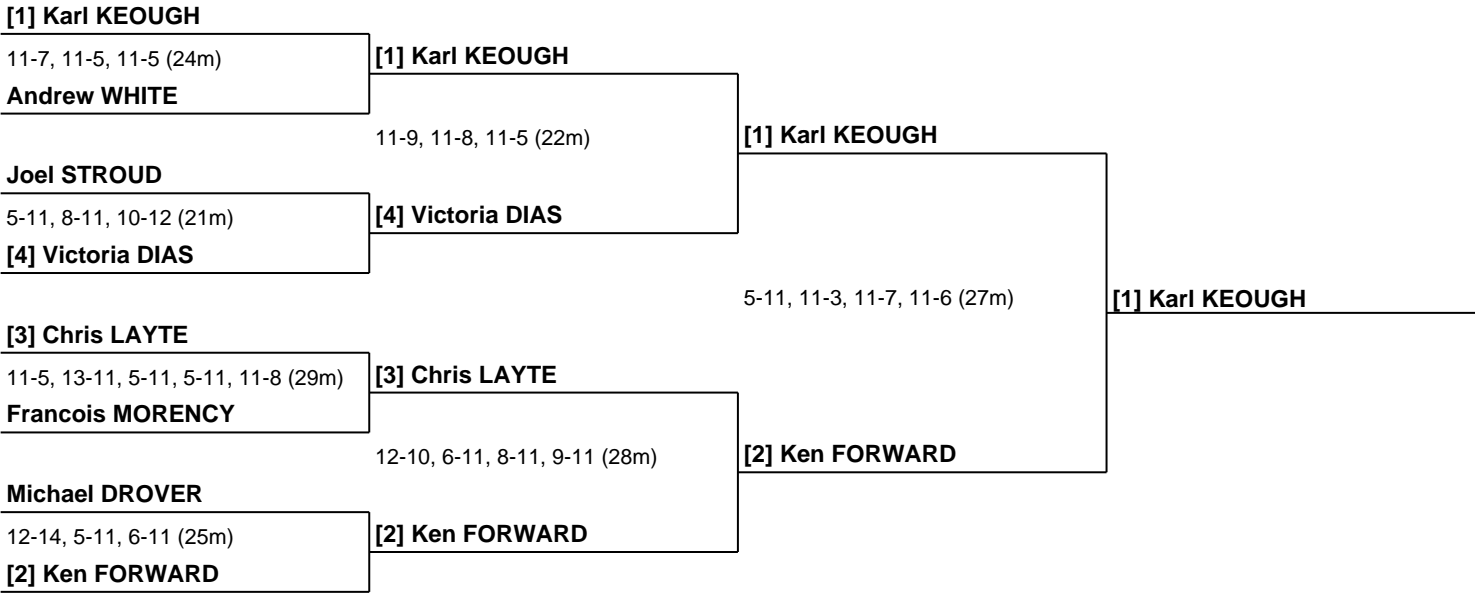 [1] Karl KEOUGH
11-7, 11-5, 11-5 (24m)
[1] Karl KEOUGH
Andrew WHITE
11-9, 11-8, 11-5 (22m)
[1] Karl KEOUGH
Joel STROUD
5-11, 8-11, 10-12 (21m)
[4] Victoria DIAS
[4] Victoria DIAS
5-11, 11-3, 11-7, 11-6 (27m)
[1] Karl KEOUGH
[3] Chris LAYTE
11-5, 13-11, 5-11, 5-11, 11-8 (29m)
[3] Chris LAYTE
Francois MORENCY
12-10, 6-11, 8-11, 9-11 (28m)
[2] Ken FORWARD
Michael DROVER
12-14, 5-11, 6-11 (25m)
[2] Ken FORWARD
[2] Ken FORWARD